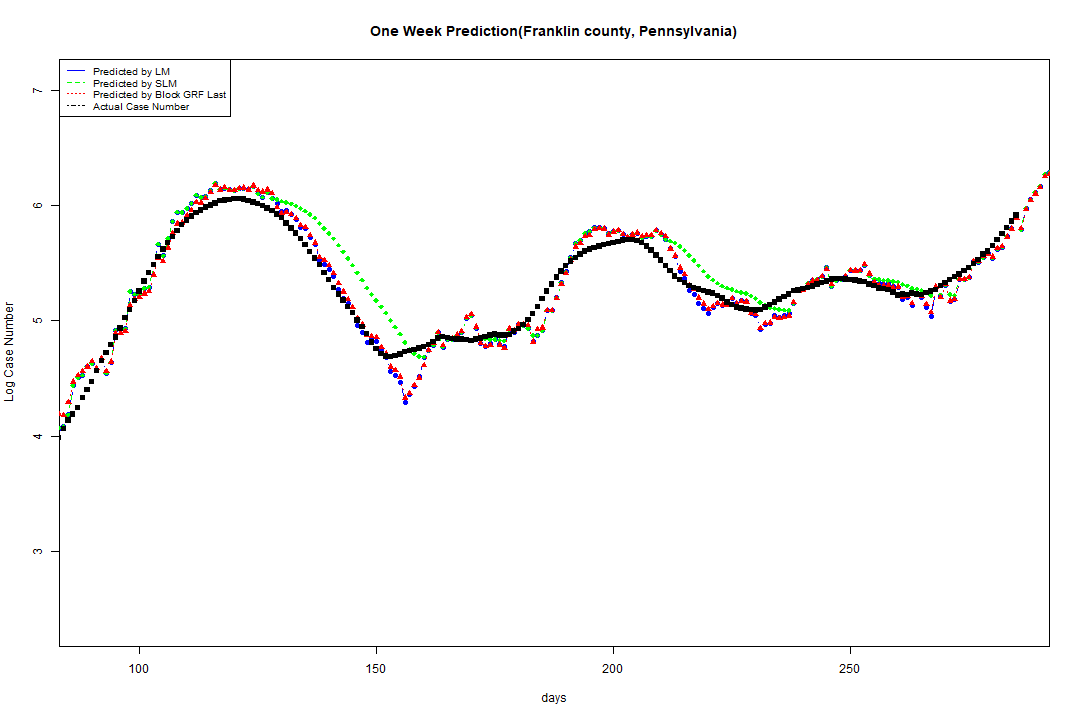 One Week Prediction(Franklin county, Pennsylvania)
Predicted by LM
Predicted by SLM
Predicted by Block GRF Last
Actual Case Number
7
6
5
4
3
Log Case Number
100
150
200
250
days